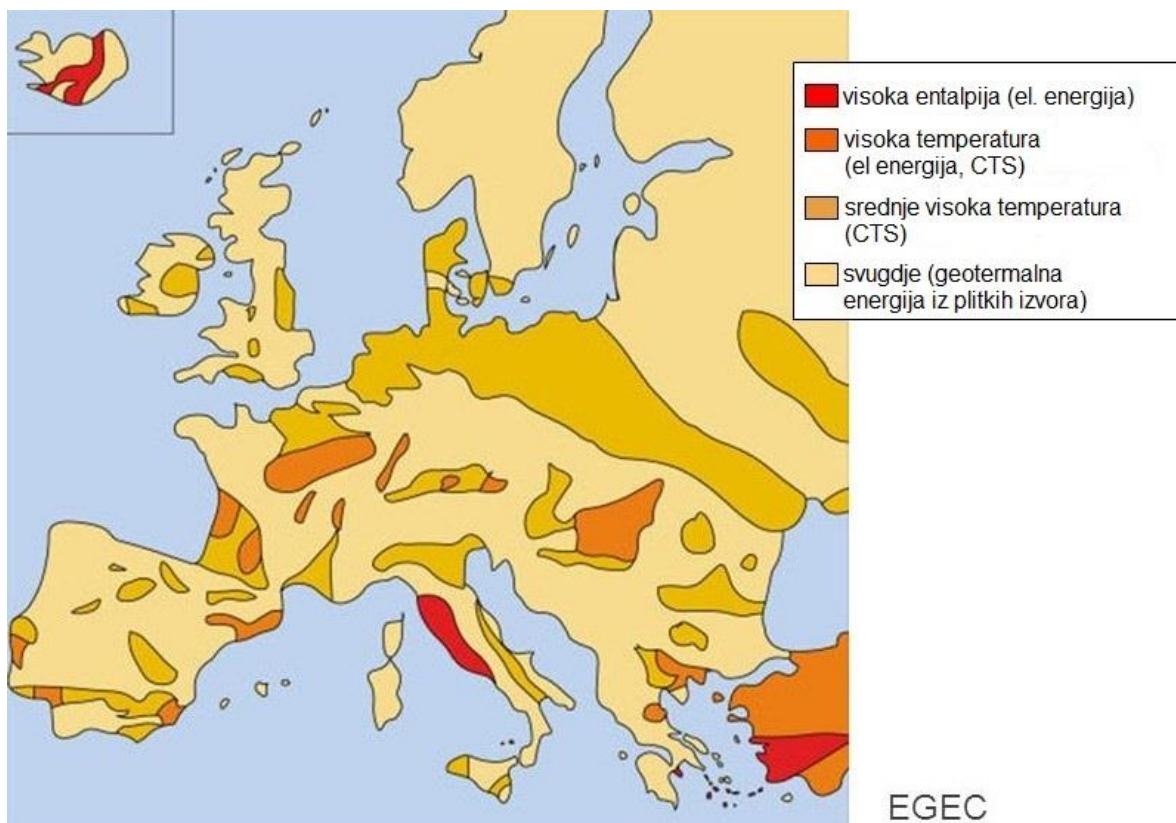 visoka entalpija (el. energija)
visoka temperatura
(el energija, CTS)
srednje visoka temperatura
(CTS)
svugdje (geotermalna
energija iz plitkih izvora)
EGEC